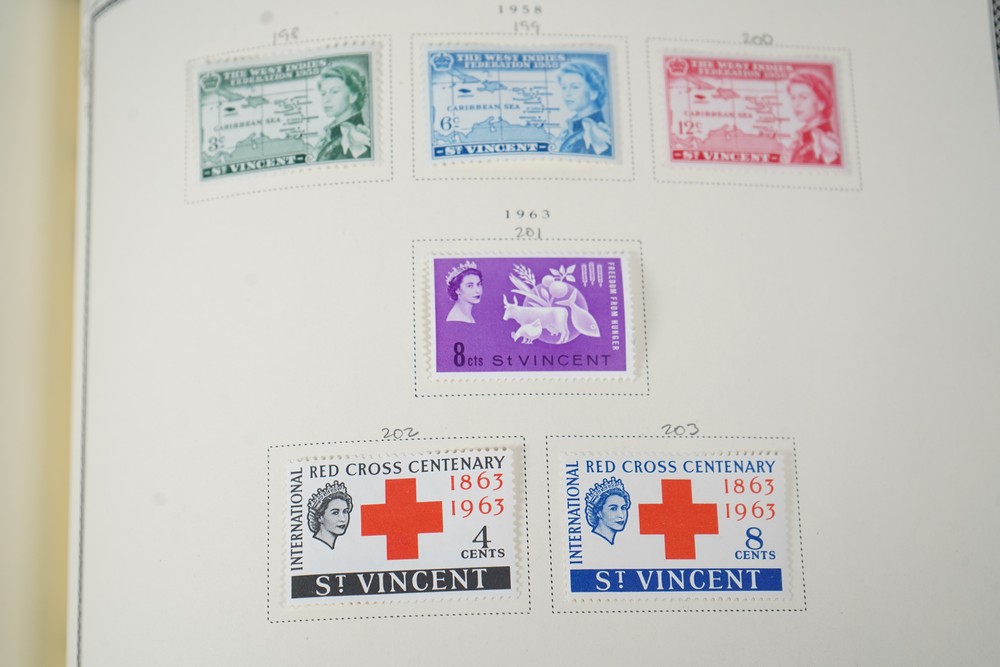 1958
198
199
200
THE WEST INDIES
FEDERATION 1958
CARIBBEAN SEA
3c
ST VINCENT
THE WEST INDIES
FEDERATION 1958
CARIBBEAN SEA
6c
ST VINCENT
THE WEST INDIES
FEDERATION 1958
CARIBBEAN SEA
12c
ST VINCENT
1963
201
FREEDOM FROM HUNGER
8cts St VINCENT
202
203
INTERNATIONAL
RED CROSS CENTENARY
1863
1963
4
CENTS
ST VINCENT
INTERNATIONAL
RED CROSS CENTENARY
1863
1963
8
CENTS
ST VINCENT